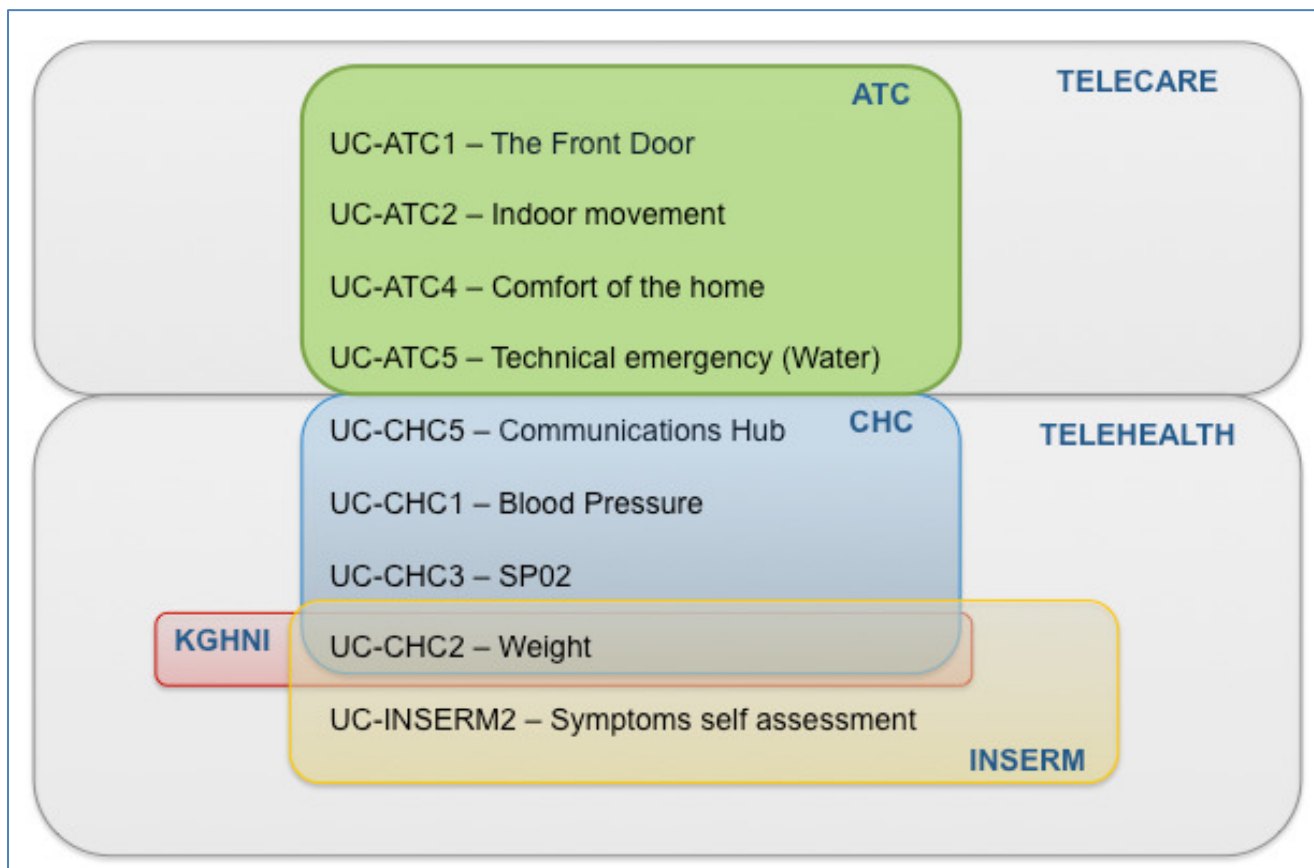 TELECARE
ATC
UC-ATC1 – The Front Door
UC-ATC2 – Indoor movement
UC-ATC4 – Comfort of the home
UC-ATC5 – Technical emergency (Water)
CHC
TELEHEALTH
UC-CHC5 – Communications Hub
UC-CHC1 – Blood Pressure
UC-CHC3 – SP02
KGHNI
UC-CHC2 – Weight
UC-INSERM2 – Symptoms self assessment
INSERM